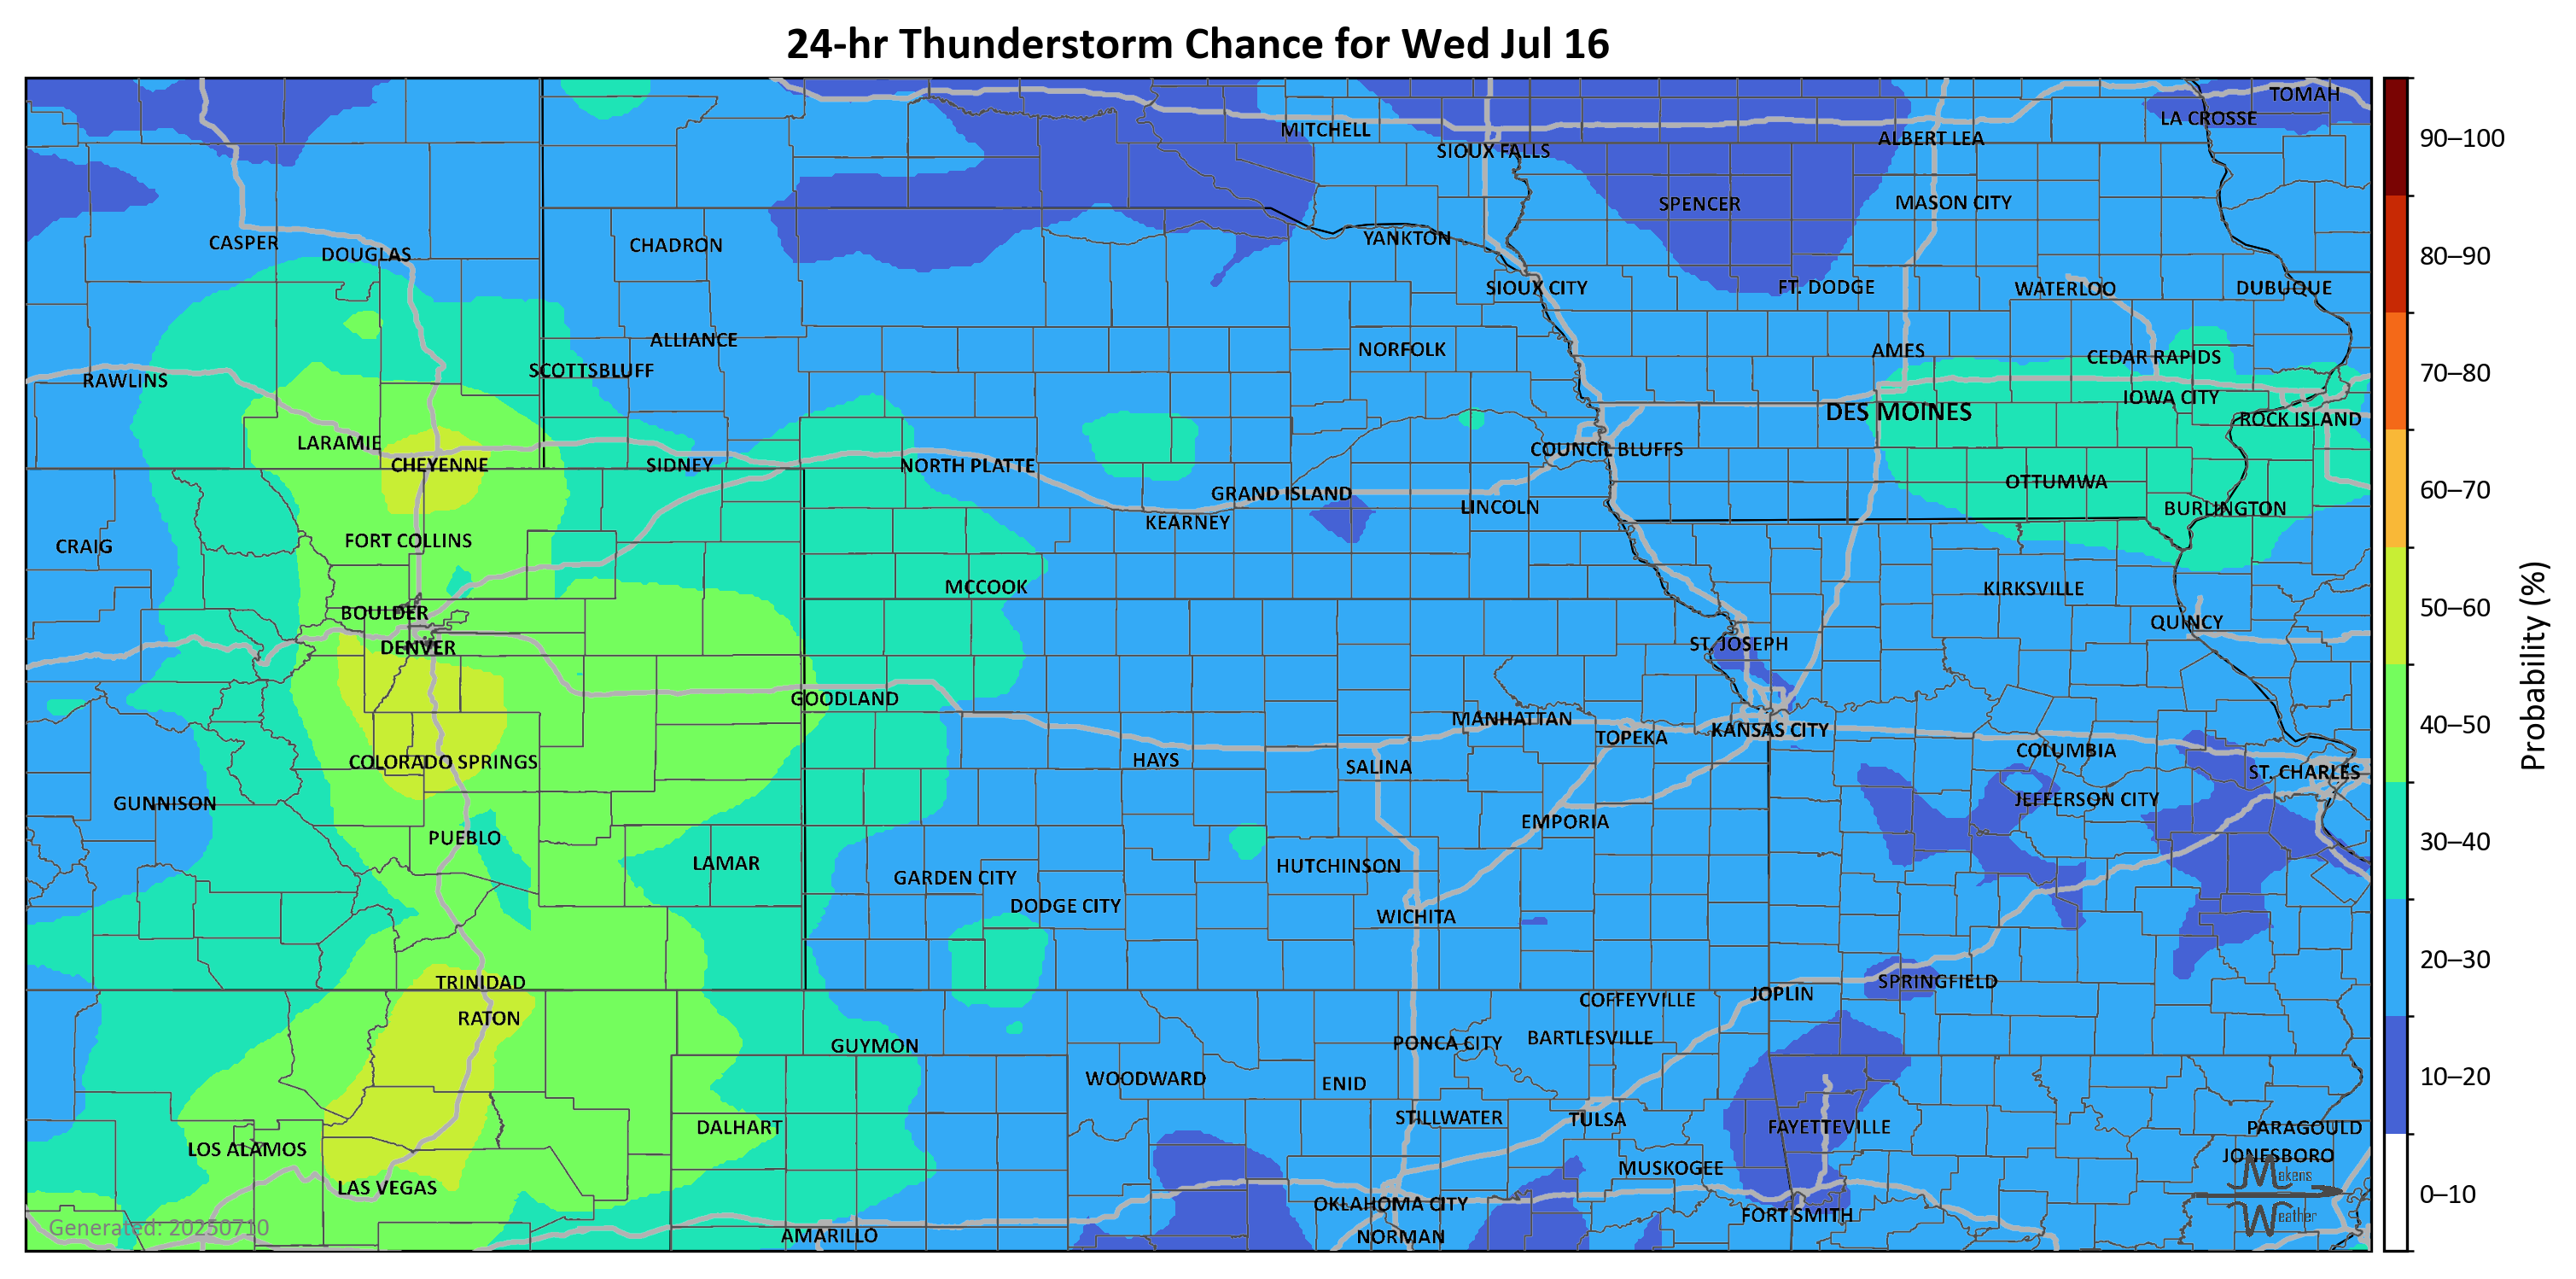 24-hr Thunderstorm Chance for Wed Jul 16
TOMAH
LA CROSSE
MITCHELL
ALBERT LEA
90–100
SIOUX FALLS
SPENCER
MASON CITY
CASPER
DOUGLAS
CHADRON
YANKTON
80–90
SIOUX CITY
FT. DODGE
WATERLOO
DUBUQUE
ALLIANCE
NORFOLK
AMES
CEDAR RAPIDS
RAWLINS
SCOTTSBLUFF
70–80
IOWA CITY
DES MOINES
ROCK ISLAND
LARAMIE
COUNCIL BLUFFS
CHEYENNE
SIDNEY
NORTH PLATTE
OTTUMWA
60–70
GRAND ISLAND
LINCOLN
BURLINGTON
KEARNEY
CRAIG
FORT COLLINS
MCCOOK
KIRKSVILLE
50–60
BOULDER
QUINCY
DENVER
ST. JOSEPH
Probability (%)
GOODLAND
MANHATTAN
KANSAS CITY
TOPEKA
40–50
COLORADO SPRINGS
HAYS
SALINA
COLUMBIA
ST. CHARLES
GUNNISON
JEFFERSON CITY
PUEBLO
EMPORIA
30–40
LAMAR
GARDEN CITY
HUTCHINSON
DODGE CITY
WICHITA
20–30
TRINIDAD
SPRINGFIELD
COFFEYVILLE
JOPLIN
RATON
GUYMON
PONCA CITY
BARTLESVILLE
WOODWARD
ENID
10–20
DALHART
STILLWATER
TULSA
FAYETTEVILLE
PARAGOULD
LOS ALAMOS
JONESBORO
MUSKOGEE
Makens
LAS VEGAS
OKLAHOMA CITY
0–10
FORT SMITH
Weather
Generated: 20250710
AMARILLO
NORMAN